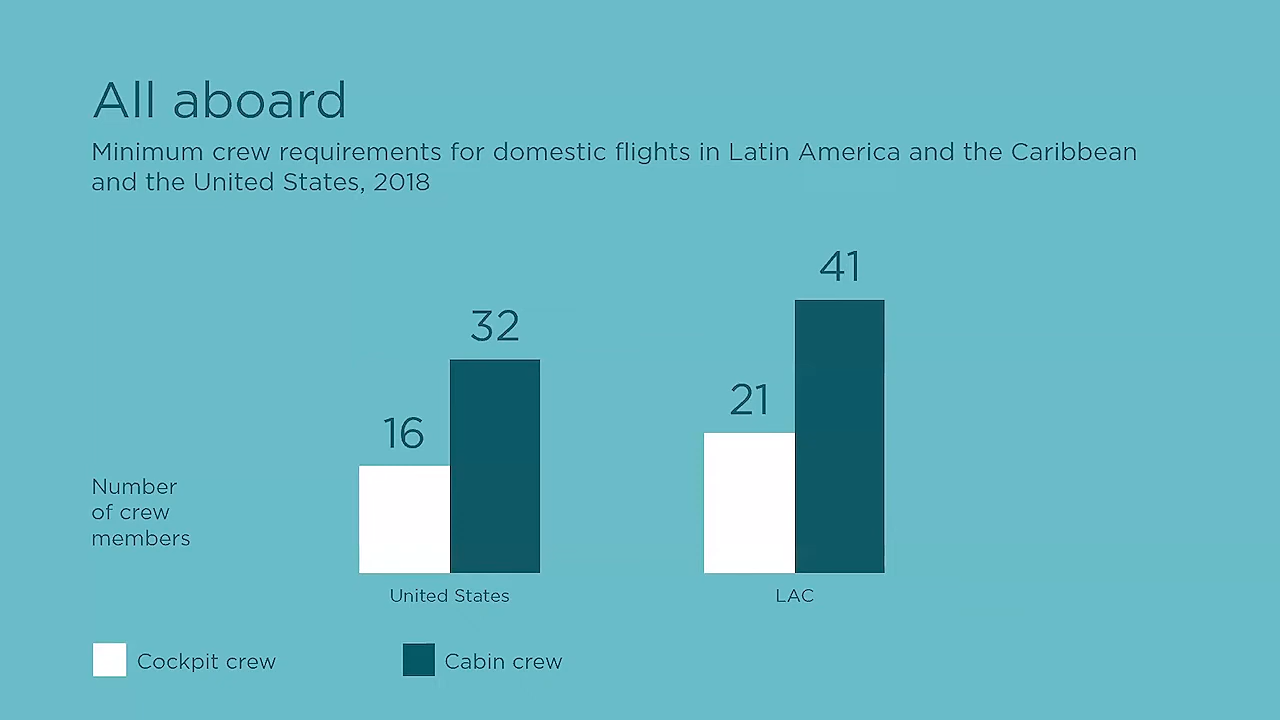 All aboard
Minimum crew requirements for domestic flights in Latin America and the Caribbean
and the United States, 2018
41
32
21
16
Number
of crew
members
United States
LAC
Cockpit crew
Cabin crew